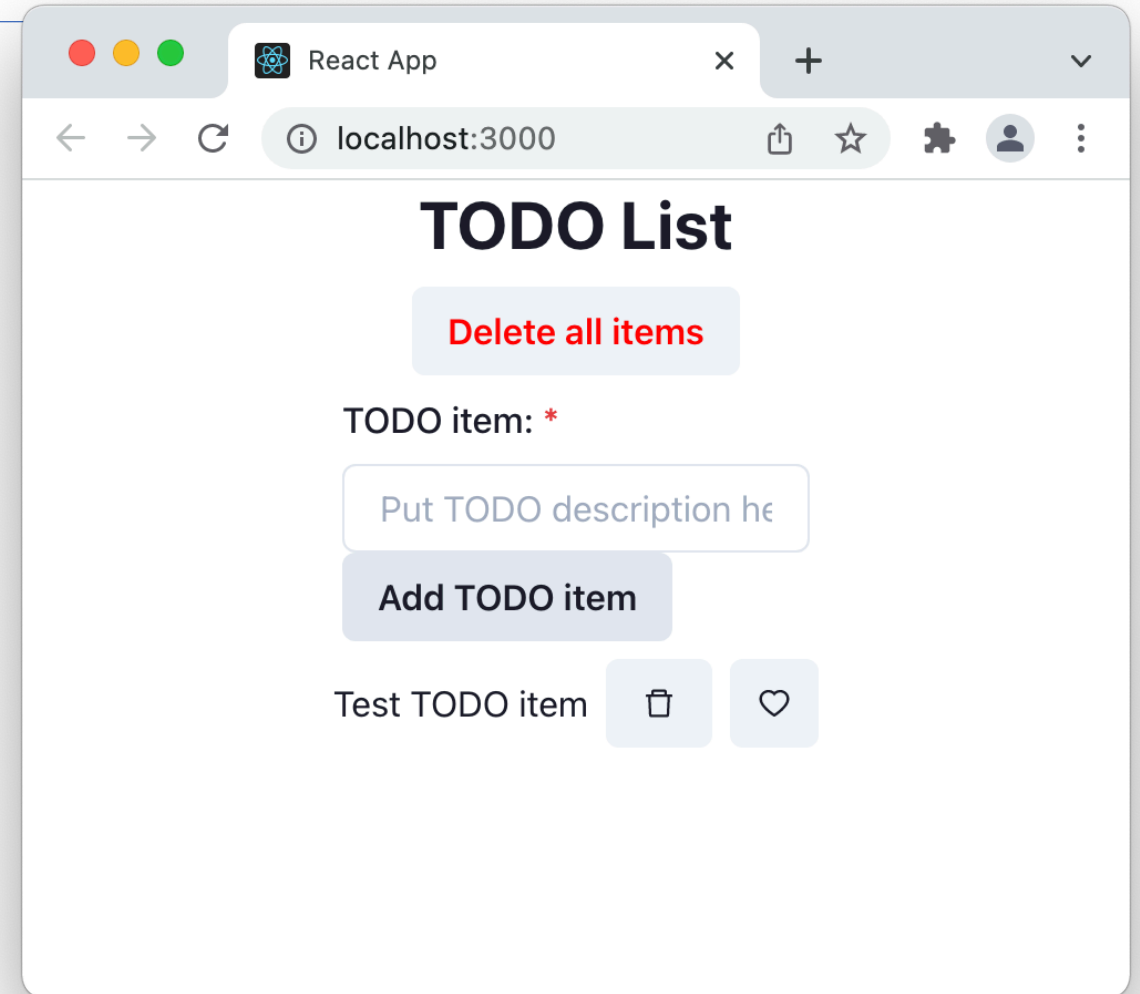 React App
localhost:3000
TODO List
Delete all items
TODO item: *
Put TODO description he
Add TODO item
Test TODO item